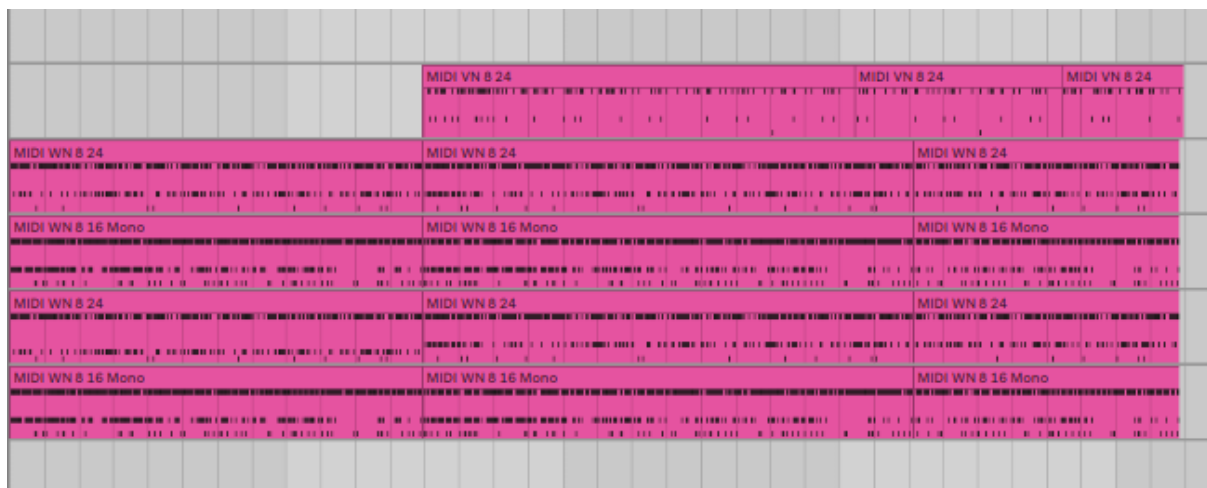 MIDI VN 8 24 MIDI VN 8 24 MIDI VN 8 24
MIDI WN 8 24 MIDI WN 8 24 MIDI WN 8 24
MIDI WN 8 16 Mono MIDI WN 8 16 Mono MIDI WN 8 16 Mono
MIDI WN 8 24 MIDI WN 8 24 MIDI WN 8 24
MIDI WN 8 16 Mono MIDI WN 8 16 Mono MIDI WN 8 16 Mono